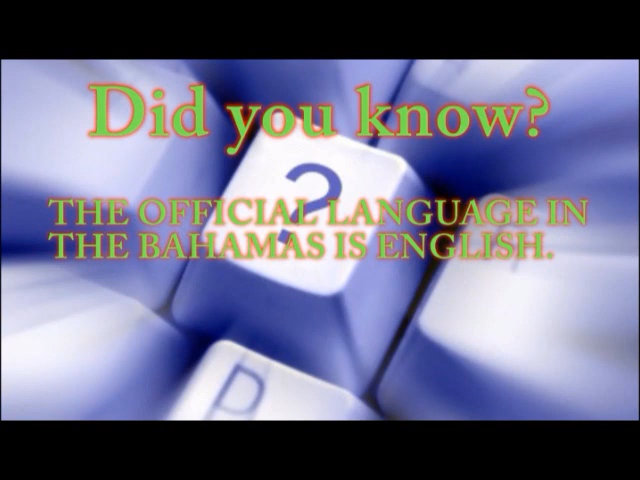 Did you know?
?
THE OFFICIAL LANGUAGE IN
THE BAHAMAS IS ENGLISH.
P